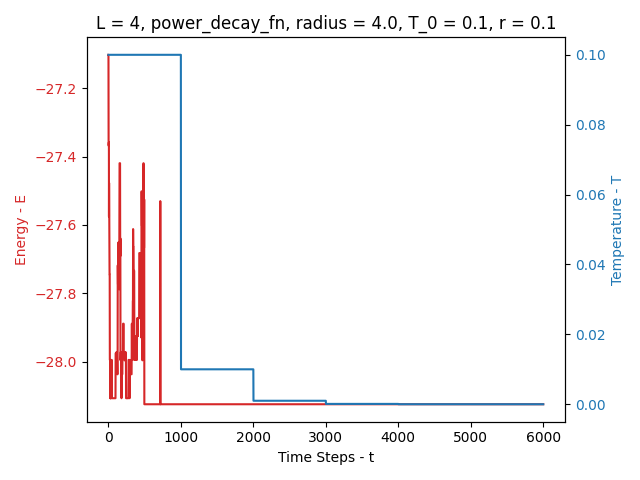 L = 4, power_decay_fn, radius = 4.0, T_0 = 0.1, r = 0.1
−27.2
−27.4
−27.6
−27.8
−28.0
Energy - E
0.10
0.08
0.06
0.04
0.02
0.00
Temperature - T
0 1000 2000 3000 4000 5000 6000
Time Steps - t